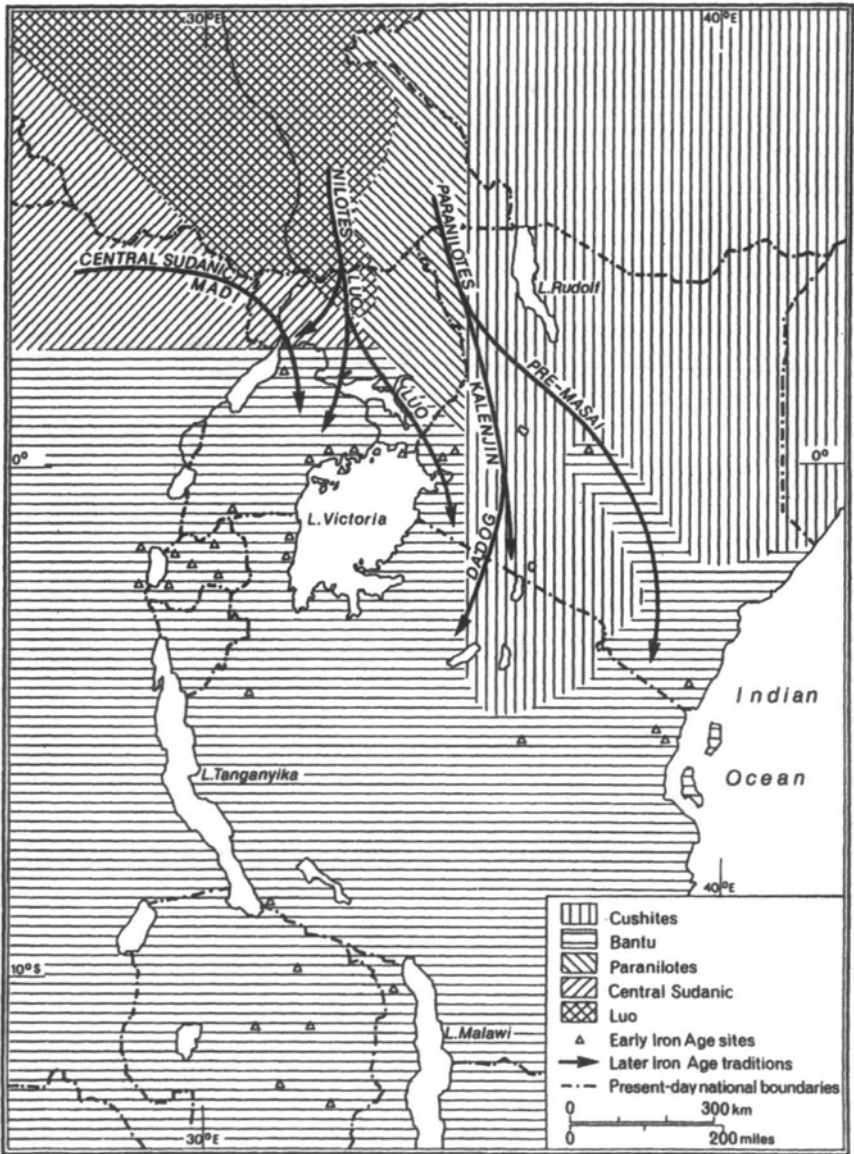 30°E
40°E
NILOTES
PARANILOTES
CENTRAL SUDANIC
MADI
LUO
L.Rudolf
LUO
KALENJIN
PRE-MASAI
0°
0°
L.Victoria
DADOG
Indian
Ocean
L.Tanganyika
40°E
Cushites
Bantu
10°S
Paranilotes
Central Sudanic
Luo
Early Iron Age sites
L.Malawi
Later Iron Age traditions
Present-day national boundaries
0 300 km
30°E
0 200 miles